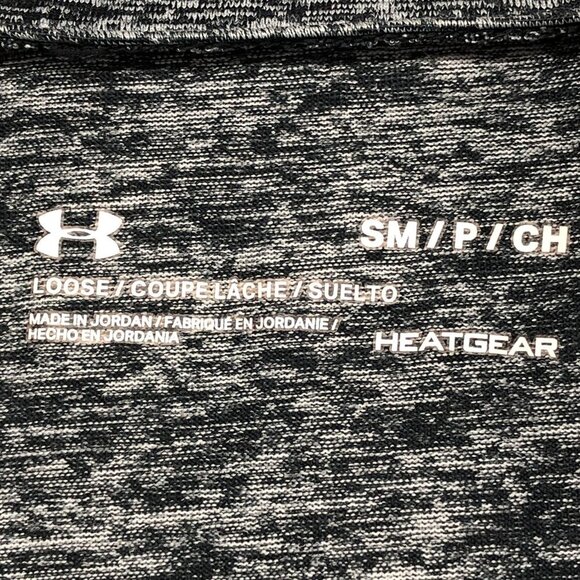 SM / P / CH
LOOSE / COUPE LÂCHE / SUELTO
MADE IN JORDAN / FABRIQUÉ EN JORDANIE /
HECHO EN JORDANIA
HEATGEAR